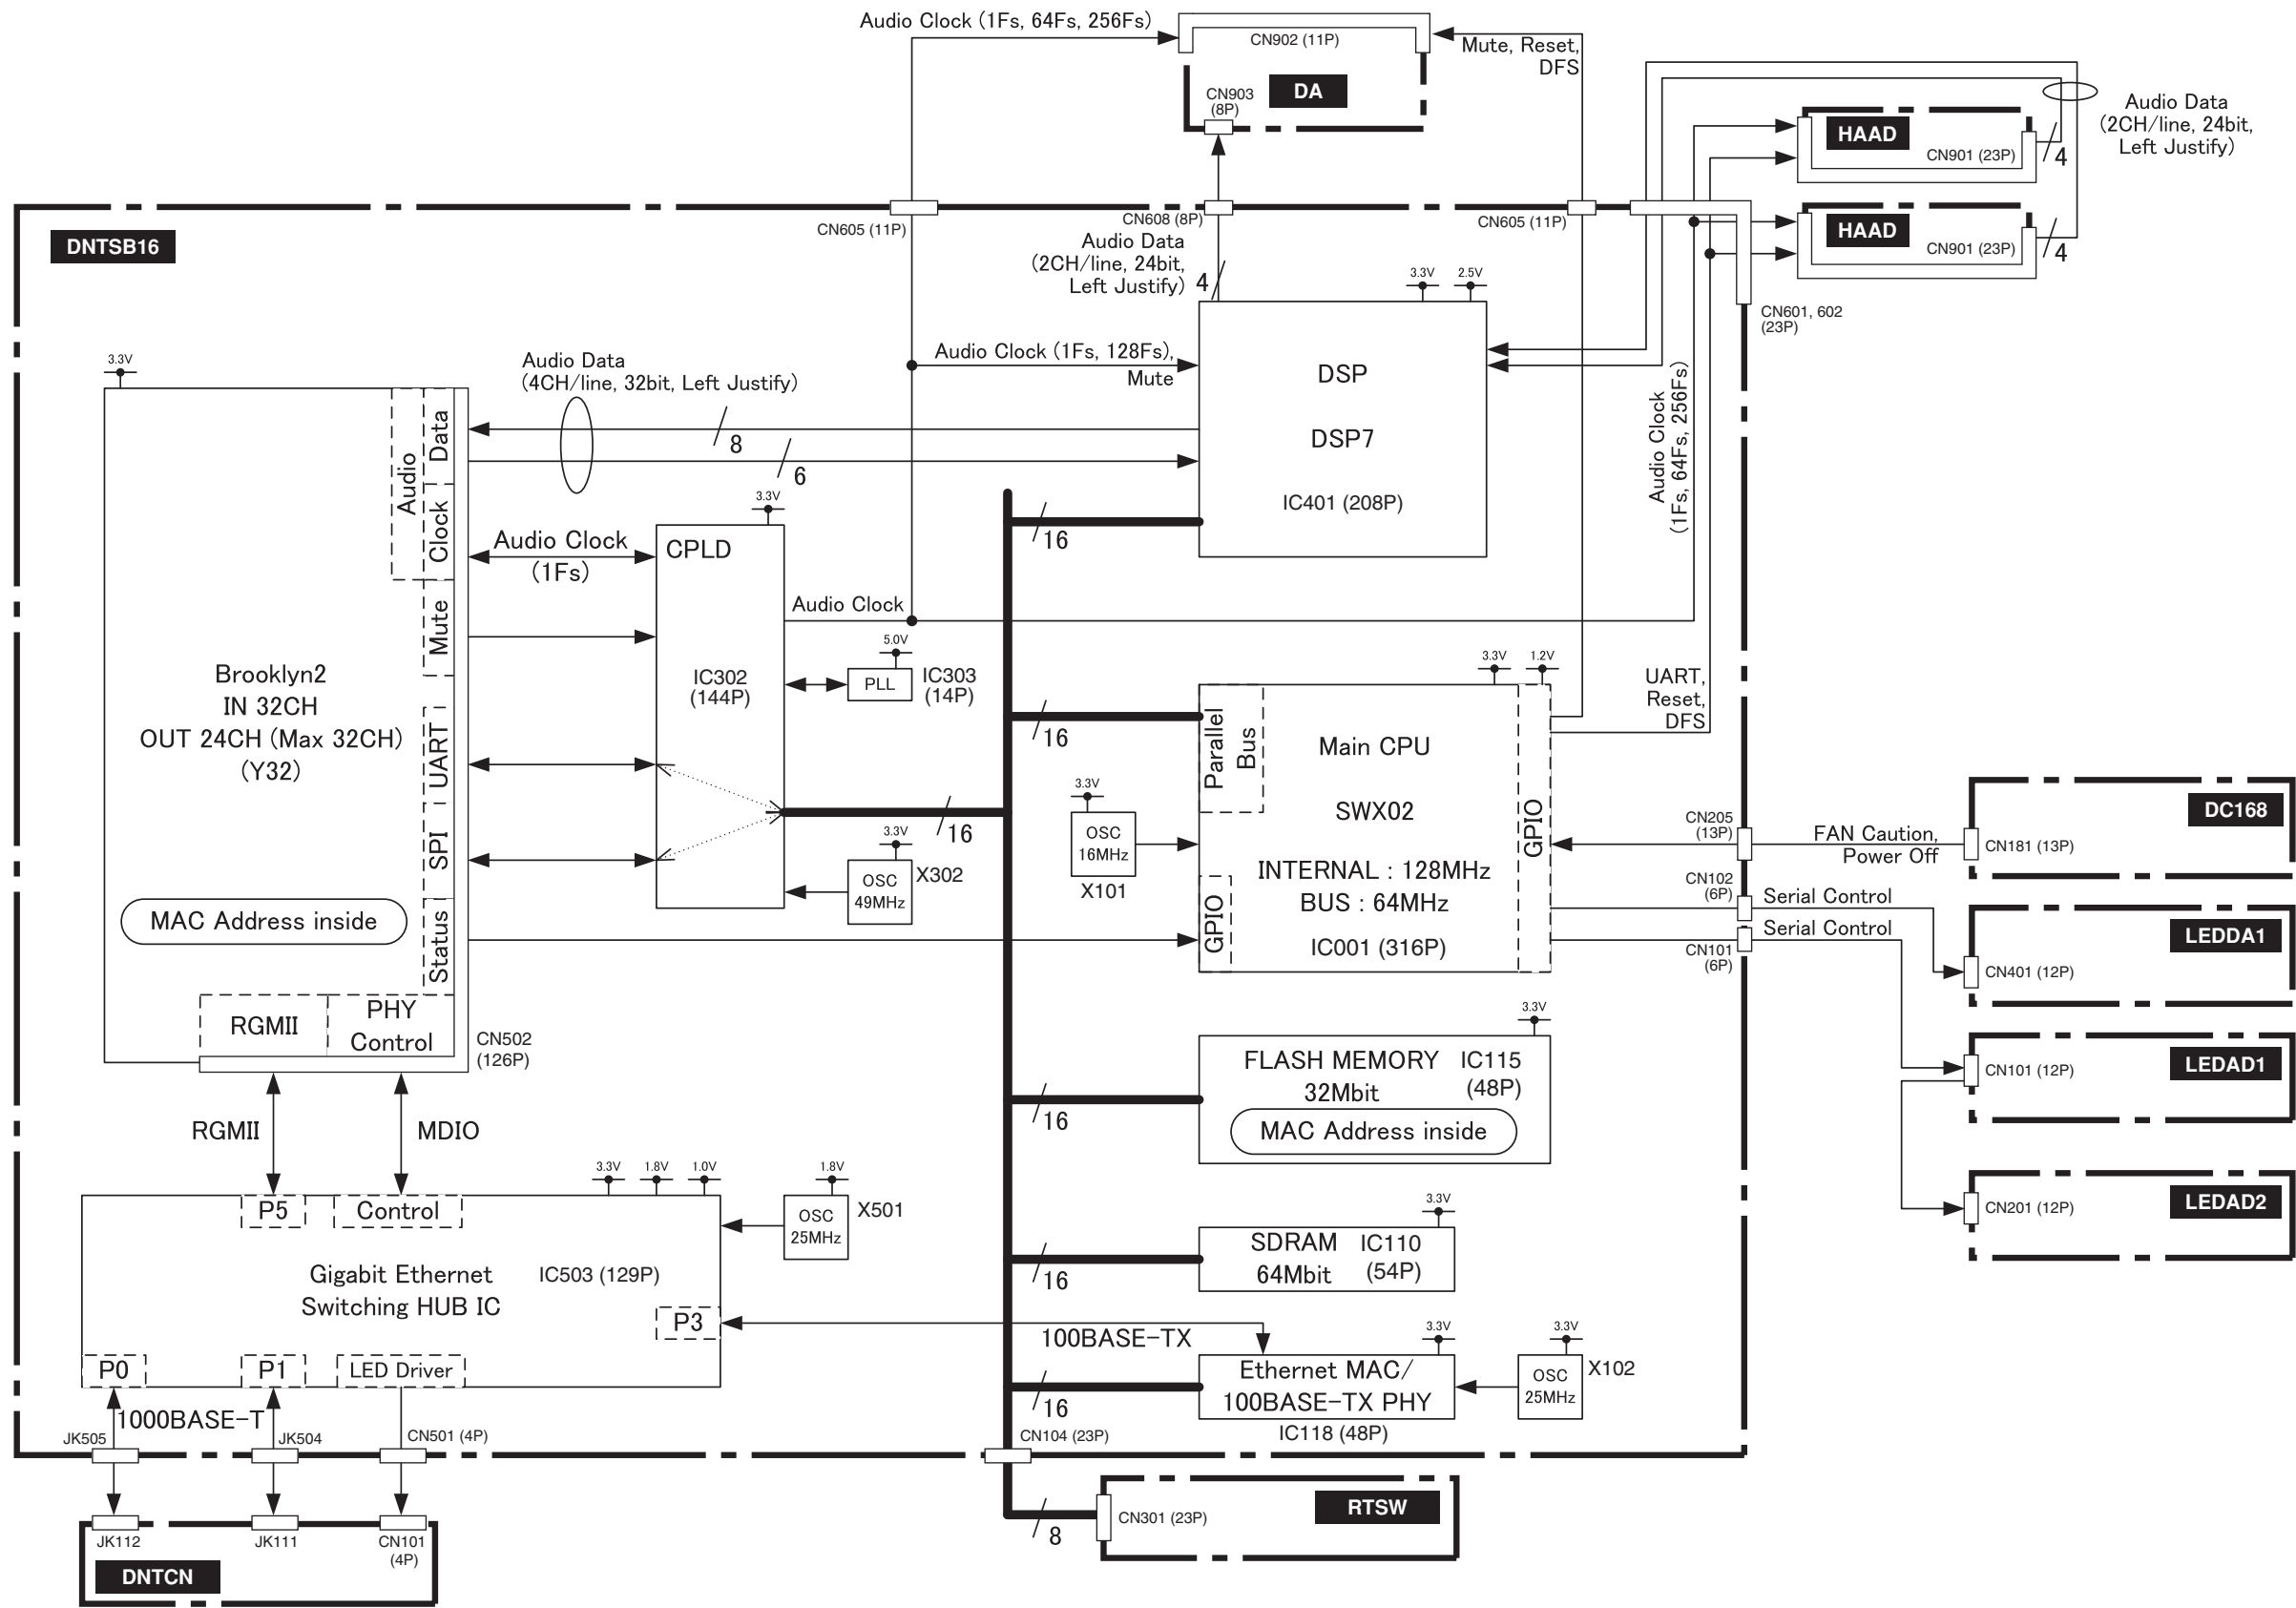 Audio Clock (1Fs, 64Fs, 256Fs)
CN902 (11P)
Mute, Reset,
DFS
CN903
(8P)
DA
HAAD
CN901 (23P)
4
Audio Data
(2CH/line, 24bit,
Left Justify)
HAAD
CN901 (23P)
4
DNTSB16
CN605 (11P)
CN608 (8P)
CN605 (11P)
Audio Data
(2CH/line, 24bit,
Left Justify)
4
3.3V
2.5V
CN601, 602
(23P)
3.3V
Audio Data
(4CH/line, 32bit, Left Justify)
Audio Clock (1Fs, 128Fs),
Mute
DSP
DSP7
IC401 (208P)
Audio Clock
(1Fs, 64Fs, 256Fs)
8
6
16
Audio
Data
Clock
Mute
UART
SPI
Status
Audio Clock
(1Fs)
3.3V
CPLD
IC302
(144P)
Audio Clock
5.0V
PLL
IC303
(14P)
Brooklyn2
IN 32CH
OUT 24CH (Max 32CH)
(Y32)
MAC Address inside
RGMII
PHY
Control
CN502
(126P)
16
3.3V
OSC
49MHz
X302
3.3V
OSC
16MHz
X101
16
3.3V
1.2V
Parallel
Bus
Main CPU
SWX02
INTERNAL : 128MHz
BUS : 64MHz
IC001 (316P)
GPIO
GPIO
UART,
Reset,
DFS
CN205
(13P)
FAN Caution,
Power Off
CN181 (13P)
DC168
CN102
(6P)
Serial Control
CN401 (12P)
LEDDA1
CN101
(6P)
Serial Control
CN101 (12P)
LEDAD1
CN201 (12P)
LEDAD2
3.3V
FLASH MEMORY
32Mbit
IC115
(48P)
MAC Address inside
16
3.3V
SDRAM
64Mbit
IC110
(54P)
16
RGMII
MDIO
3.3V
1.8V
1.0V
1.8V
OSC
25MHz
X501
P5
Control
Gigabit Ethernet
Switching HUB IC
IC503 (129P)
P3
P0
P1
LED Driver
100BASE-TX
3.3V
Ethernet MAC/
100BASE-TX PHY
IC118 (48P)
16
3.3V
OSC
25MHz
X102
1000BASE-T
JK505
JK504
CN501 (4P)
CN104 (23P)
JK112
JK111
CN101
(4P)
DNTCN
8
CN301 (23P)
RTSW